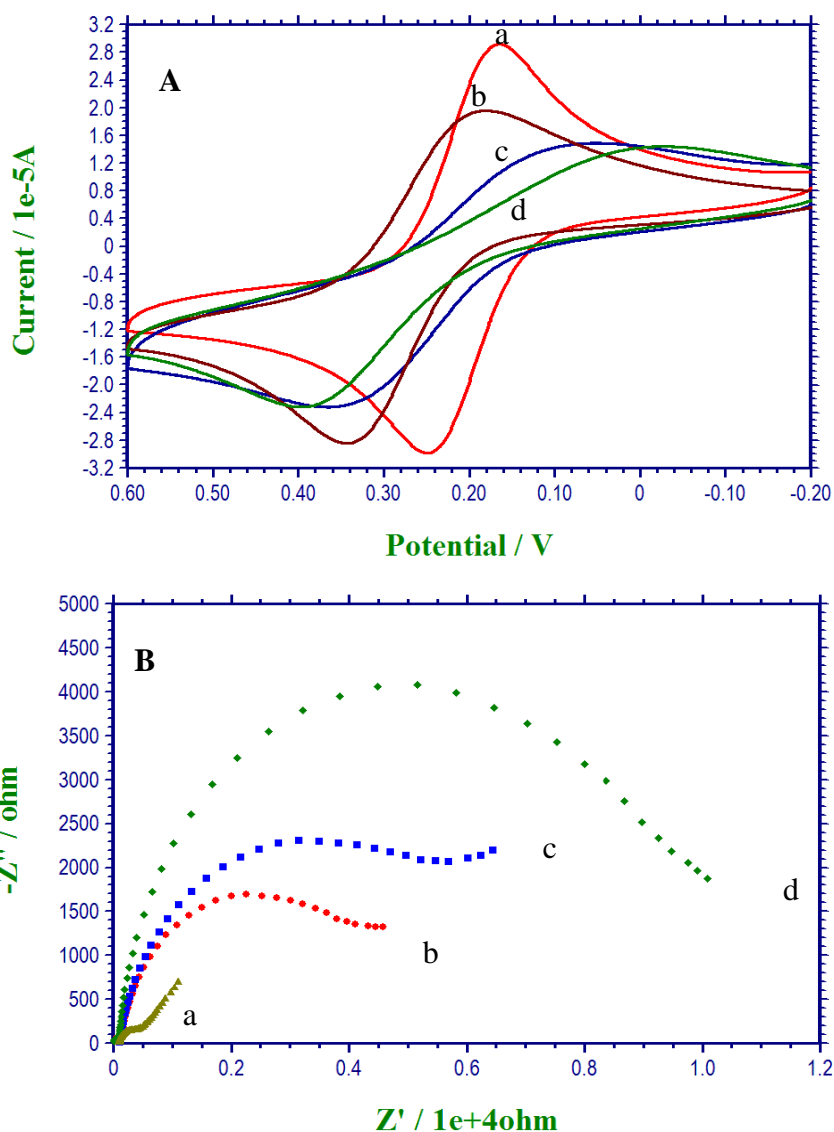 3.2
2.8
2.4
2.0
1.6
1.2
0.8
0.4
0
-0.4
-0.8
-1.2
-1.6
-2.0
-2.4
-2.8
-3.2
Current / 1e-5A
A
a
b
c
d
0.60 0.50 0.40 0.30 0.20 0.10 0 -0.10 -0.20
Potential / V
5000
4500
4000
3500
3000
2500
2000
1500
1000
500
0
-Z" / ohm
B
c
d
b
a
0 0.2 0.4 0.6 0.8 1.0 1.2
Z' / 1e+4ohm